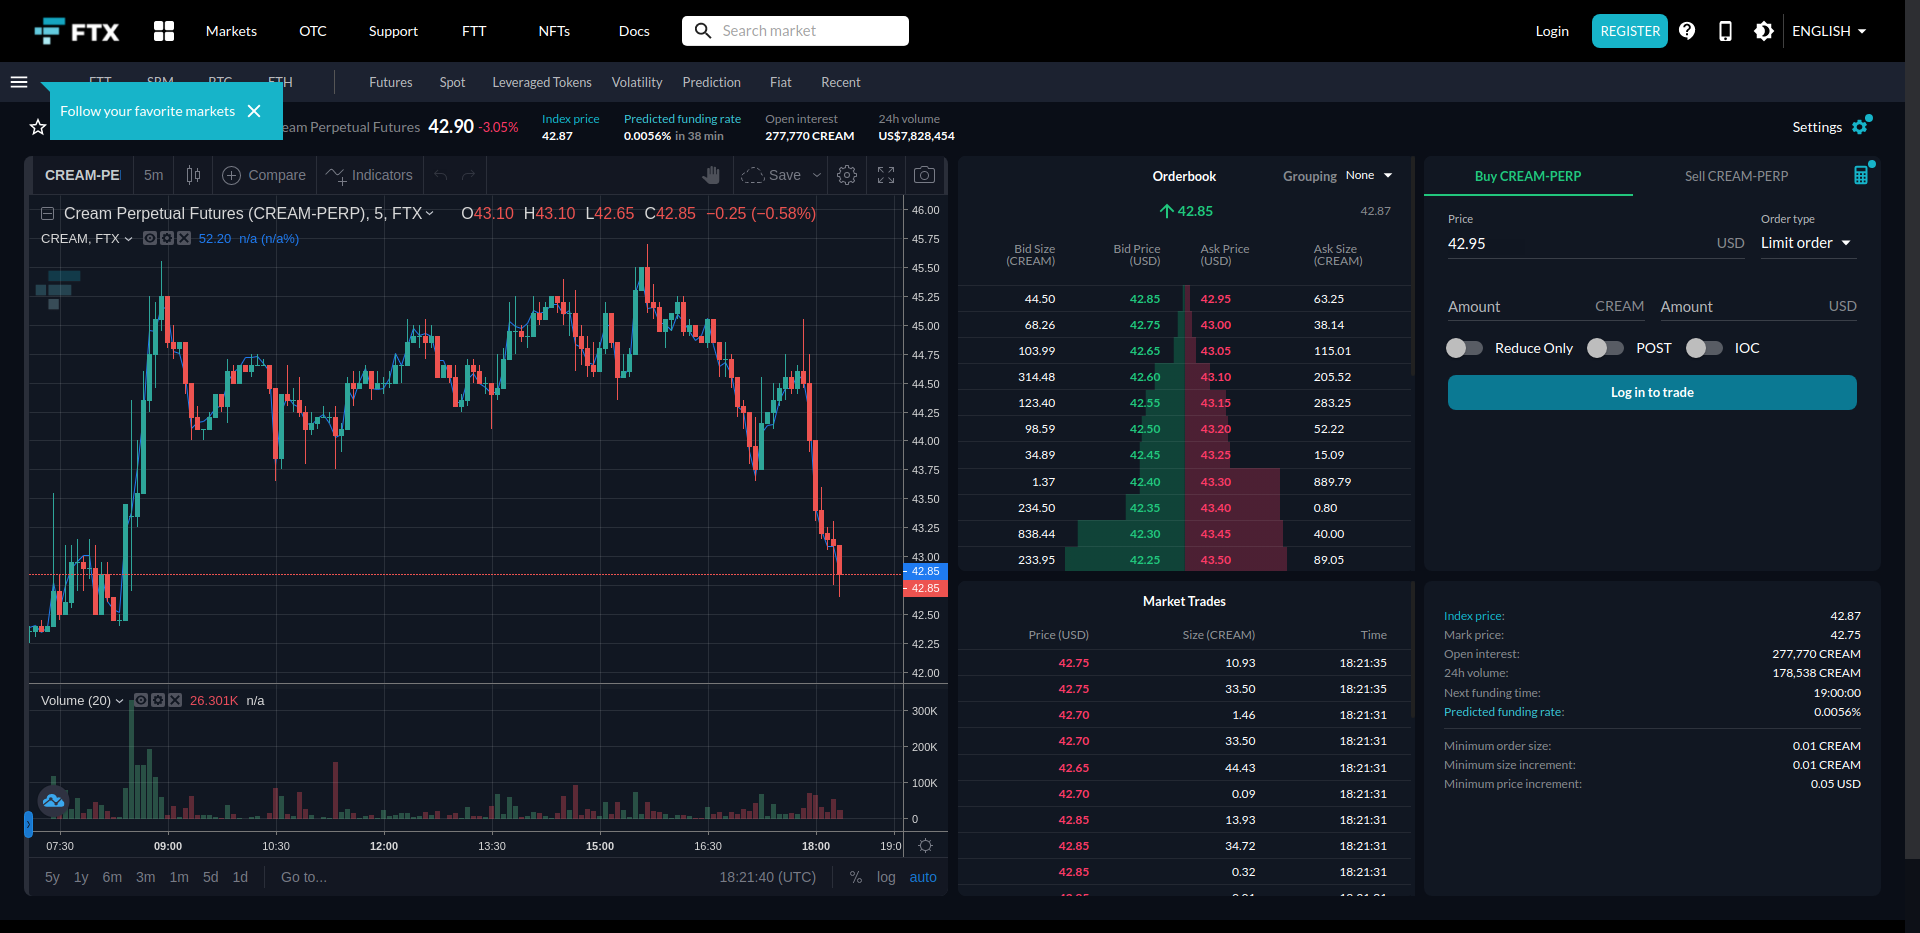 FTX Markets OTC Support FTT NFTs Docs Search market Login REGISTER ENGLISH
FTT SRM BTC ETH Futures Spot Leveraged Tokens Volatility Prediction Fiat Recent
Follow your favorite markets
eam Perpetual Futures 42.90 -3.05%
Index price
42.87
Predicted funding rate
0.0056% in 38 min
Open interest
277,770 CREAM
24h volume
US$7,828,454
Settings
CREAM-PE 5m Compare Indicators Save
Cream Perpetual Futures (CREAM-PERP), 5, FTX O43.10 H43.10 L42.65 C42.85 −0.25 (−0.58%)
CREAM, FTX 52.20 n/a (n/a%)
46.00
45.75
45.50
45.25
45.00
44.75
44.50
44.25
44.00
43.75
43.50
43.25
43.00
42.85
42.85
42.50
42.25
42.00
Volume (20) 26.301K n/a
300K
200K
100K
0
07:30 09:00 10:30 12:00 13:30 15:00 16:30 18:00 19:0
5y 1y 6m 3m 1m 5d 1d Go to... 18:21:40 (UTC) % log auto
Orderbook Grouping None
42.85 42.87
Bid Size (CREAM) Bid Price (USD) Ask Price (USD) Ask Size (CREAM)
44.50 42.85 42.95 63.25
68.26 42.75 43.00 38.14
103.99 42.65 43.05 115.01
314.48 42.60 43.10 205.52
123.40 42.55 43.15 283.25
98.59 42.50 43.20 52.22
34.89 42.45 43.25 15.09
1.37 42.40 43.30 889.79
234.50 42.35 43.40 0.80
838.44 42.30 43.45 40.00
233.95 42.25 43.50 89.05
Market Trades
Price (USD) Size (CREAM) Time
42.75 10.93 18:21:35
42.75 33.50 18:21:35
42.70 1.46 18:21:31
42.70 33.50 18:21:31
42.65 44.43 18:21:31
42.70 0.09 18:21:31
42.85 13.93 18:21:31
42.85 34.72 18:21:31
42.85 0.32 18:21:31
Buy CREAM-PERP Sell CREAM-PERP
Price Order type
42.95 USD Limit order
Amount CREAM Amount USD
Reduce Only POST IOC
Log in to trade
Index price: 42.87
Mark price: 42.75
Open interest: 277,770 CREAM
24h volume: 178,538 CREAM
Next funding time: 19:00:00
Predicted funding rate: 0.0056%
Minimum order size: 0.01 CREAM
Minimum size increment: 0.01 CREAM
Minimum price increment: 0.05 USD